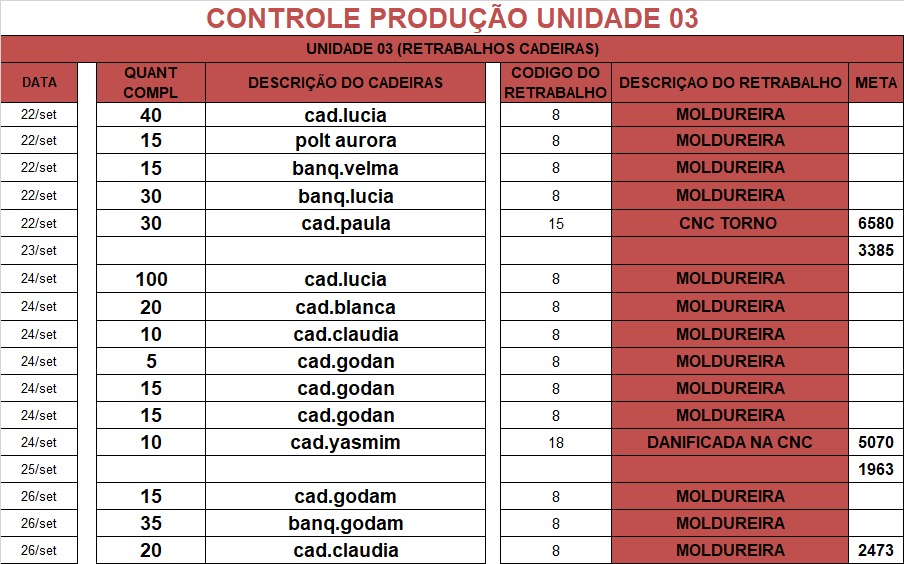 CONTROLE PRODUÇÃO UNIDADE 03
UNIDADE 03 (RETRABALHOS CADEIRAS)
DATA QUANT COMPL DESCRIÇÃO DO CADEIRAS CODIGO DO RETRABALHO DESCRIÇAO DO RETRABALHO META
22/set 40 cad.lucia 8 MOLDUREIRA
22/set 15 polt aurora 8 MOLDUREIRA
22/set 15 banq.velma 8 MOLDUREIRA
22/set 30 banq.lucia 8 MOLDUREIRA
22/set 30 cad.paula 15 CNC TORNO 6580
23/set 3385
24/set 100 cad.lucia 8 MOLDUREIRA
24/set 20 cad.blanca 8 MOLDUREIRA
24/set 10 cad.claudia 8 MOLDUREIRA
24/set 5 cad.godan 8 MOLDUREIRA
24/set 15 cad.godan 8 MOLDUREIRA
24/set 15 cad.godan 8 MOLDUREIRA
24/set 10 cad.yasmim 18 DANIFICADA NA CNC 5070
25/set 1963
26/set 15 cad.godam 8 MOLDUREIRA
26/set 35 banq.godam 8 MOLDUREIRA
26/set 20 cad.claudia 8 MOLDUREIRA 2473